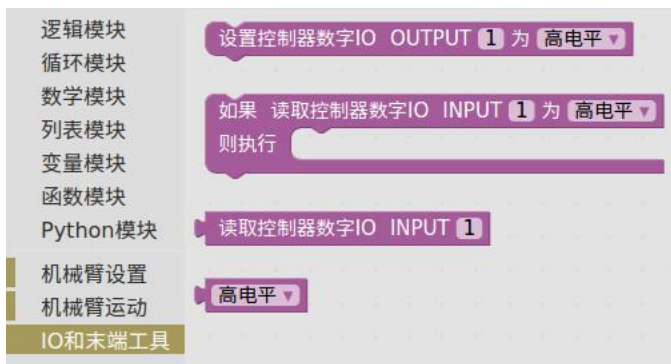 逻辑模块
循环模块
数学模块
列表模块
变量模块
函数模块
Python模块
机械臂设置
机械臂运动
IO和末端工具
设置控制器数字IO OUTPUT 1 为 高电平
如果 读取控制器数字IO INPUT 1 为 高电平
则执行
读取控制器数字IO INPUT 1
高电平